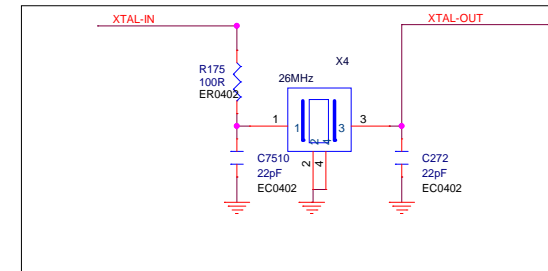 XTAL-IN
XTAL-OUT
R175
100R
ER0402
X4
26MHz
1
1
2
4
3
3
2
4
C7510
22pF
EC0402
C272
22pF
EC0402